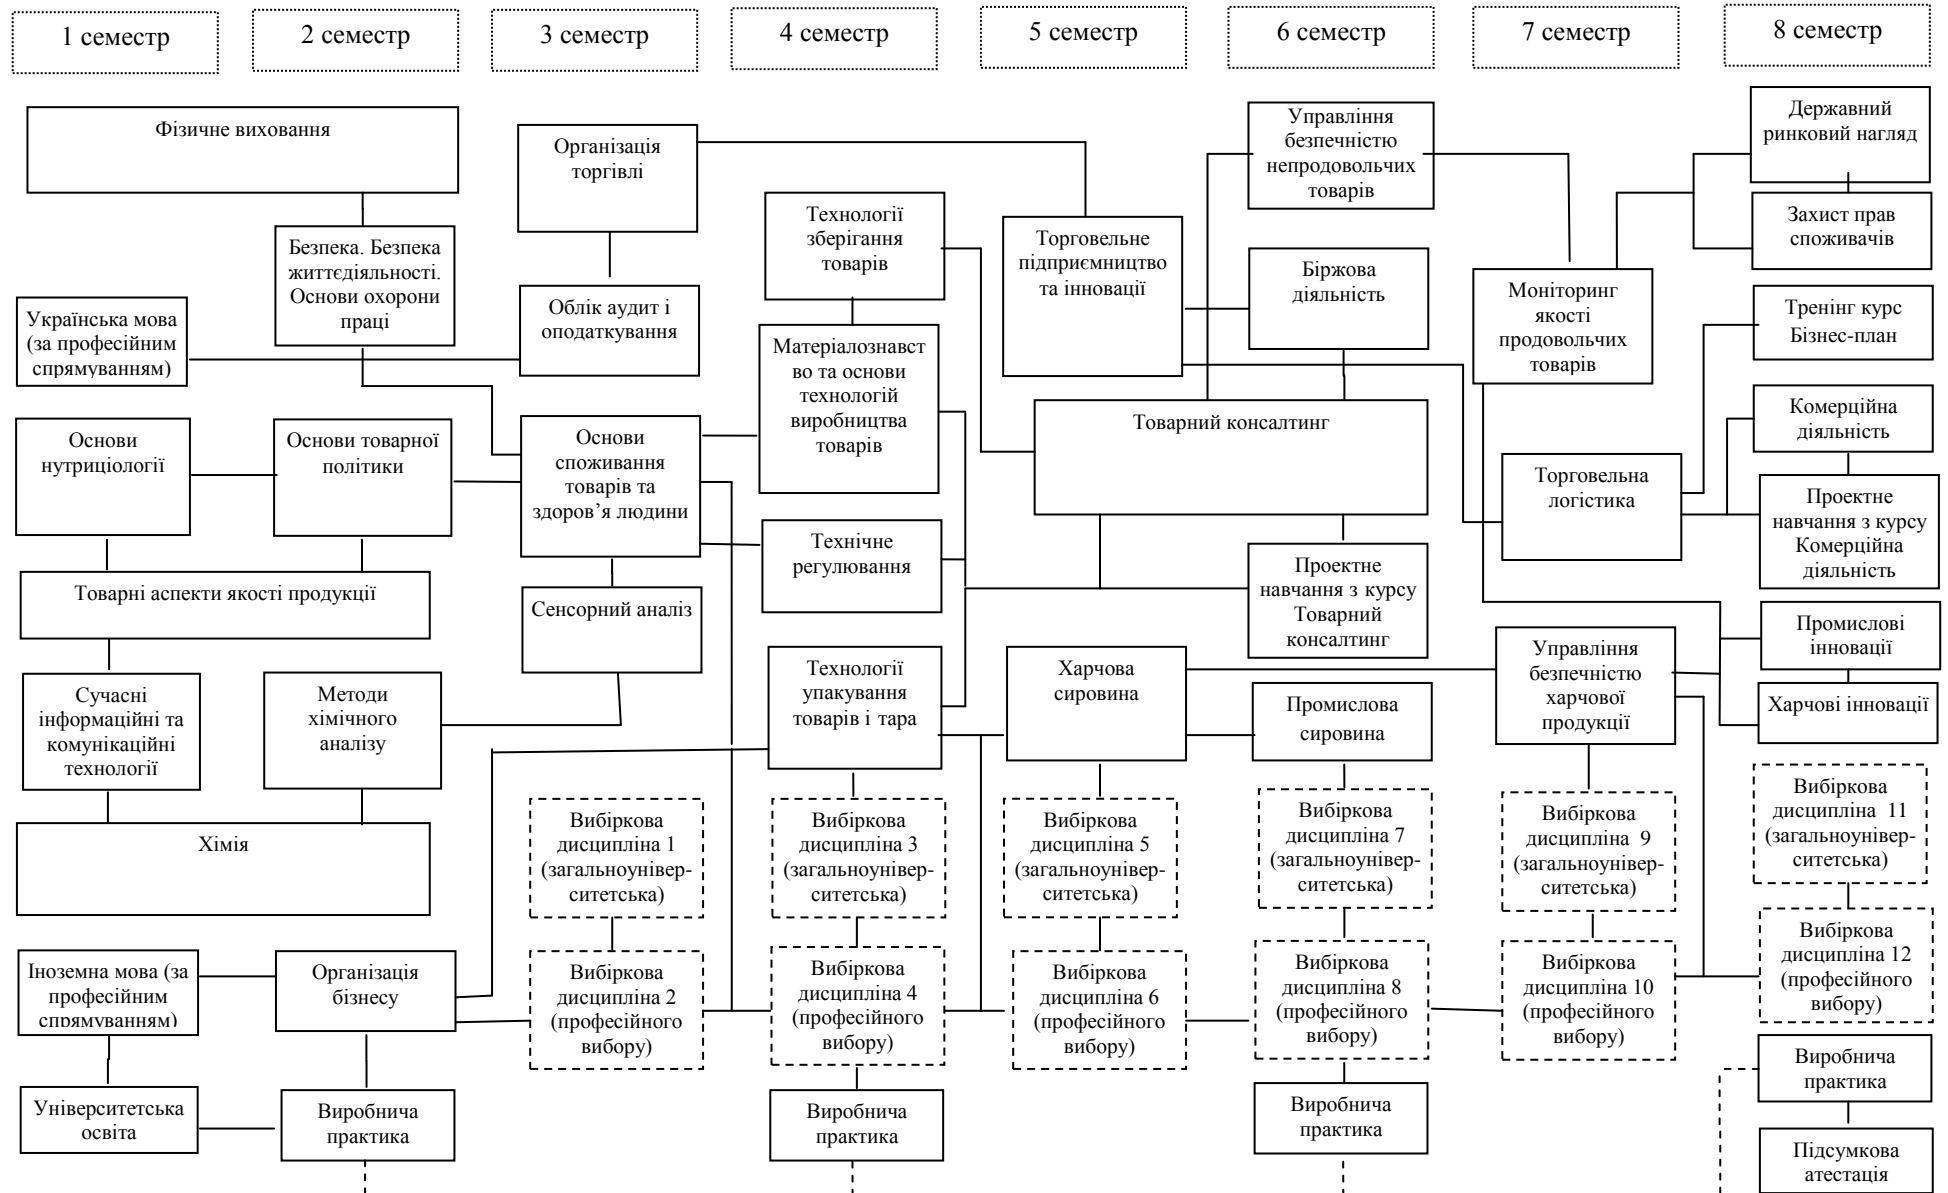 1 семестр
2 семестр
3 семестр
4 семестр
5 семестр
6 семестр
7 семестр
8 семестр
Фізичне виховання
Безпека. Безпека
життєдіяльності.
Основи охорони
праці
Українська мова
(за професійним
спрямуванням)
Основи
нутриціології
Основи товарної
політики
Товарні аспекти якості продукції
Сучасні
інформаційні та
комунікаційні
технології
Методи
хімічного
аналізу
Хімія
Іноземна мова (за
професійним
спрямуванням)
Організація
бізнесу
Університетська
освіта
Виробнича
практика
Організація
торгівлі
Облік аудит і
оподаткування
Основи
споживання
товарів та
здоров’я людини
Сенсорний аналіз
Вибіркова
дисципліна 1
(загальноунівер-
ситетська)
Вибіркова
дисципліна 2
(професійного
вибору)
Технології
зберігання
товарів
Матеріалознавст
во та основи
технологій
виробництва
товарів
Технічне
регулювання
Технології
упакування
товарів і тара
Вибіркова
дисципліна 3
(загальноунівер-
ситетська)
Вибіркова
дисципліна 4
(професійного
вибору)
Виробнича
практика
Торговельне
підприємництво
та інновації
Товарний консалтинг
Харчова
сировина
Вибіркова
дисципліна 5
(загальноунівер-
ситетська)
Вибіркова
дисципліна 6
(професійного
вибору)
Управління
безпечністю
непродовольчих
товарів
Біржова
діяльність
Проектне
навчання з курсу
Товарний
консалтинг
Промислова
сировина
Вибіркова
дисципліна 7
(загальноунівер-
ситетська)
Вибіркова
дисципліна 8
(професійного
вибору)
Виробнича
практика
Моніторинг
якості
продовольчих
товарів
Торговельна
логістика
Управління
безпечністю
харчової
продукції
Вибіркова
дисципліна 9
(загальноунівер-
ситетська)
Вибіркова
дисципліна 10
(професійного
вибору)
Державний
ринковий нагляд
Захист прав
споживачів
Тренінг курс
Бізнес-план
Комерційна
діяльність
Проектне
навчання з курсу
Комерційна
діяльність
Промислові
інновації
Харчові інновації
Вибіркова
дисципліна 11
(загальноунівер-
ситетська)
Вибіркова
дисципліна 12
(професійного
вибору)
Виробнича
практика
Підсумкова
атестація